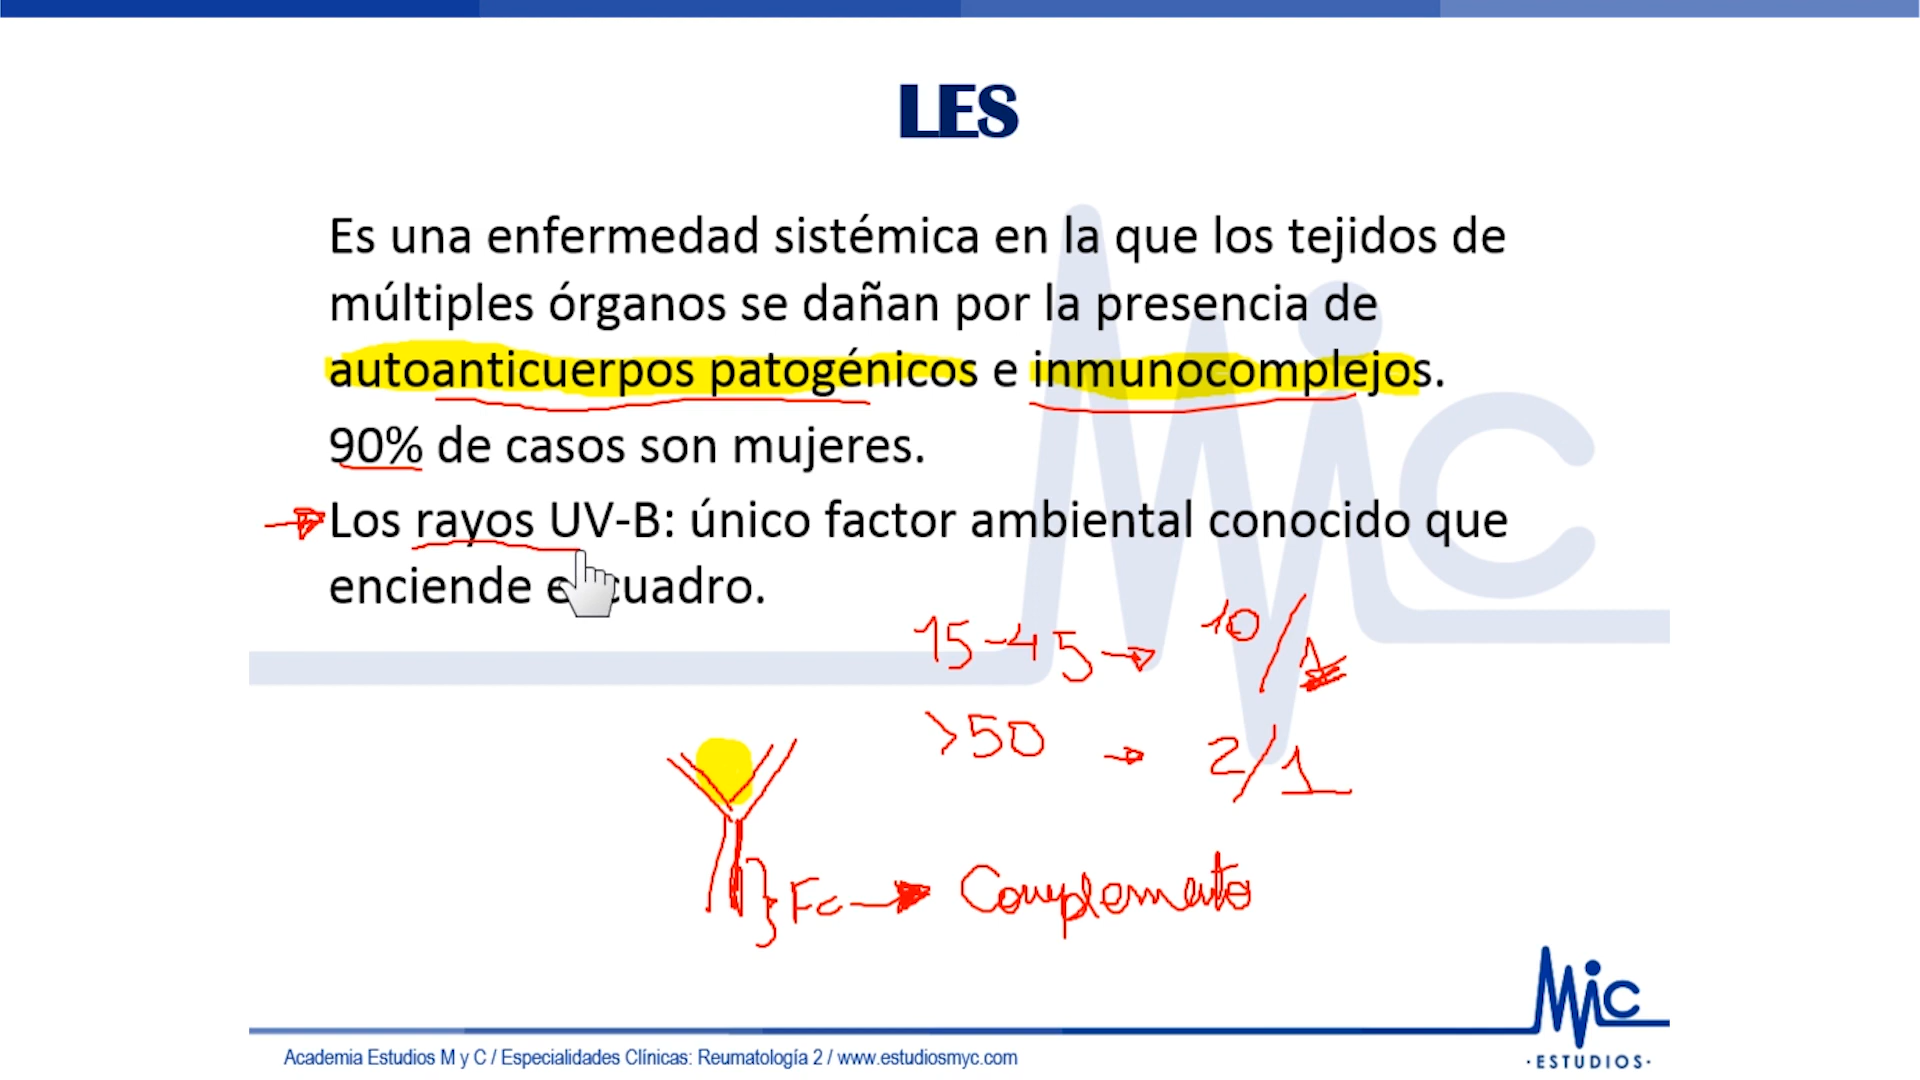 LES
Es una enfermedad sistémica en la que los tejidos de
múltiples órganos se dañan por la presencia de
autoanticuerpos patogénicos e inmunocomplejos.
90% de casos son mujeres.
Los rayos UV-B: único factor ambiental conocido que
enciende cuadro.
15-45 → 10/1
>50 → 2/1
} Fc → Complemento
MiC
Academia Estudios M y C / Especialidades Clínicas: Reumatología 2 / www.estudiosmyc.com
MiC
·ESTUDIOS·